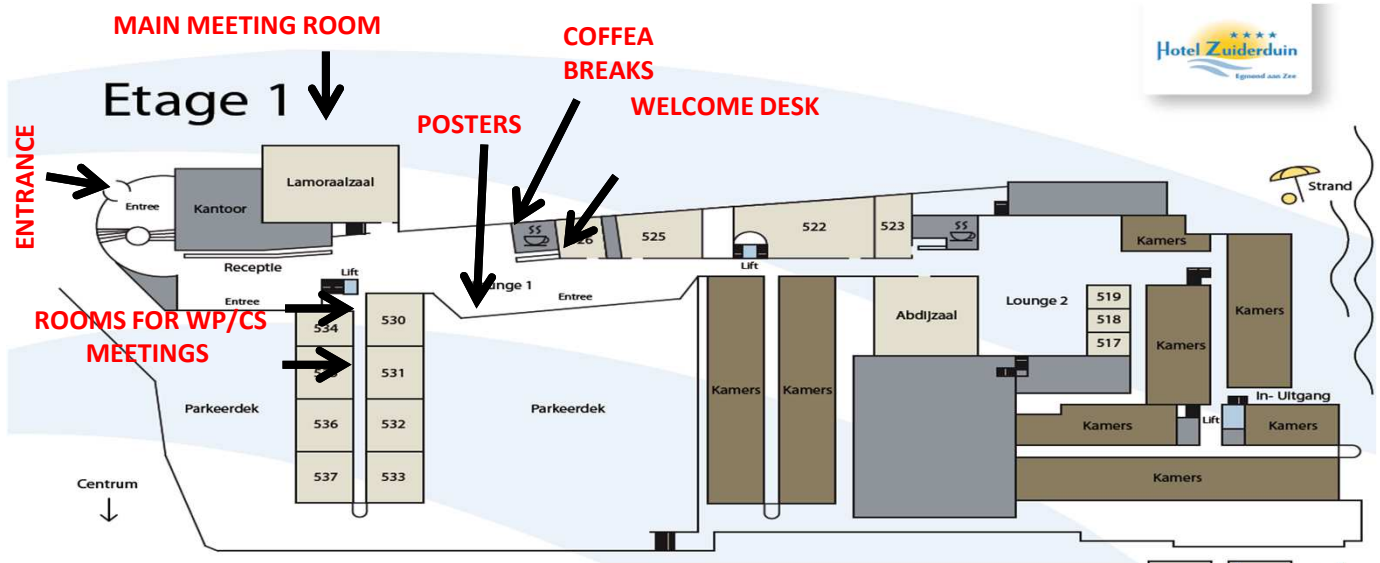 MAIN MEETING ROOM
COFFEA
BREAKS
Hotel Zuiderduin
Egmond aan Zee
Etage 1
WELCOME DESK
POSTERS
ENTRANCE
Lamoraalzaal
Strand
Entree
Kantoor
526
525
522
523
Kamers
Receptie
Lift
Lift
Lounge 1
Entree
Lounge 2
519
Entree
530
518
Abdijzaal
Kamers
ROOMS FOR WP/CS
MEETINGS
534
517
Kamers
531
Kamers
Kamers
In- Uitgang
Parkeerdek
536
532
Parkeerdek
Kamers
Lift
Kamers
537
533
Kamers
Centrum